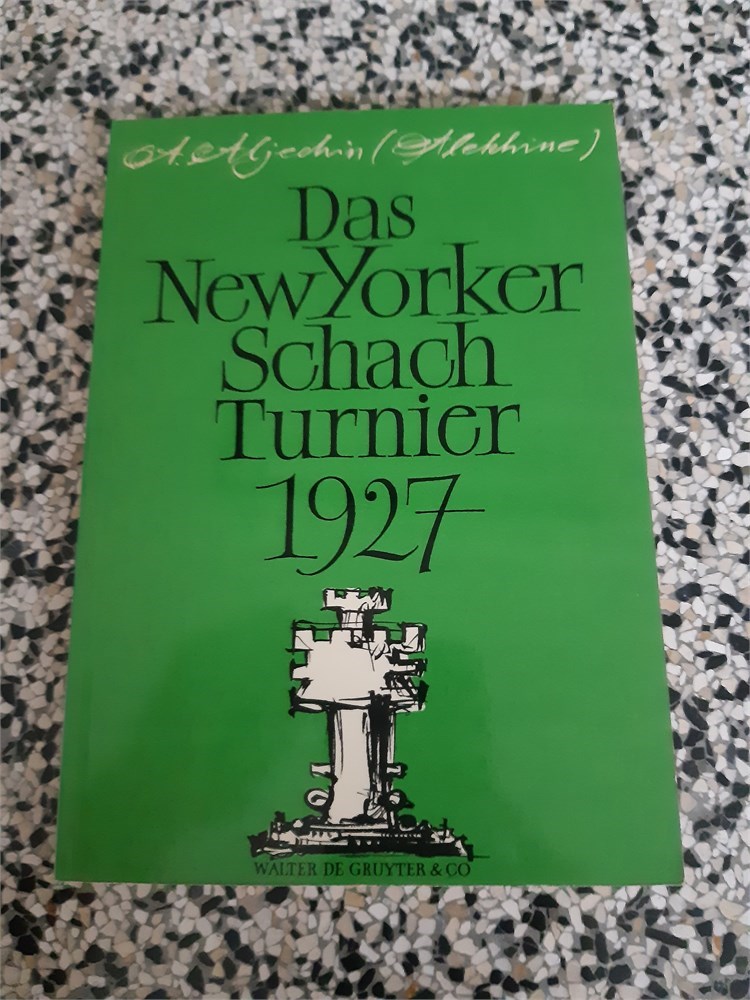 A. Aljechin (Alekhine)
Das
New Yorker
Schach
Turnier
1927
WALTER DE GRUYTER & CO